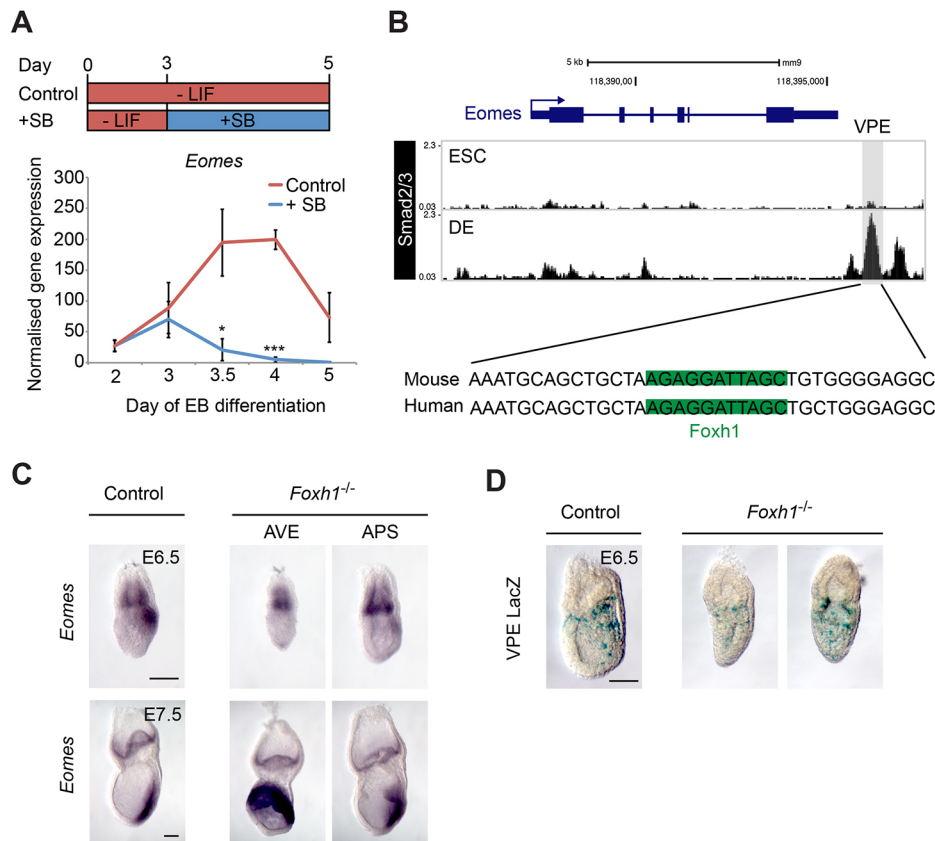 A
Day 0 3 5
Control - LIF
+SB - LIF +SB
Eomes
Normalised gene expression
300
250
200
150
100
50
0
Control
+ SB
*
***
2 3 3.5 4 5
Day of EB differentiation
B
5 kb mm9
118,390,000 118,395,000
Eomes
VPE
Smad2/3
2.3
ESC
0.03
2.3
DE
0.03
Mouse AAATGCAGCTGCTAAGAGGATTAGCTGTGGGGAGGC
Human AAATGCAGCTGCTAAGAGGATTAGCTGCTGGGAGGC
Foxh1
C
Control Foxh1-/-
AVE APS
Eomes
E6.5
Eomes
E7.5
D
Control Foxh1-/-
VPE LacZ
E6.5